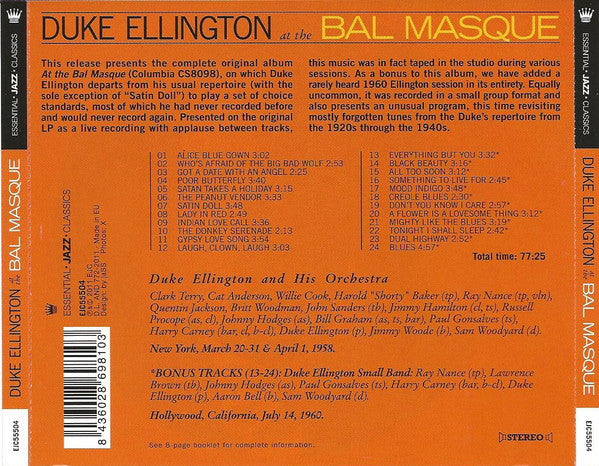 DUKE ELLINGTON at the BAL MASQUE
This release presents the complete original album
At the Bal Masque (Columbia CS8098), on which Duke
Ellington departs from his usual repertoire (with the
sole exception of "Satin Doll") to play a set of choice
standards, most of which he had never recorded before
and would never record again. Presented on the original
LP as a live recording with applause between tracks,
this music was in fact taped in the studio during various
sessions. As a bonus to this album, we have added a
rarely heard 1960 Ellington session in its entirety. Equally
uncommon, it was recorded in a small group format and
also presents an unusual program, this time revisiting
mostly forgotten tunes from the Duke's repertoire from
the 1920s through the 1940s.
01 ALICE BLUE GOWN 3:02
02 WHO'S AFRAID OF THE BIG BAD WOLF 2:53
03 GOT A DATE WITH AN ANGEL 2:25
04 POOR BUTTERFLY 4:40
05 SATAN TAKES A HOLIDAY 3:15
06 THE PEANUT VENDOR 3:33
07 SATIN DOLL 3:48
08 LADY IN RED 2:49
09 INDIAN LOVE CALL 3:36
10 THE DONKEY SERENADE 2:13
11 GYPSY LOVE SONG 3:54
12 LAUGH, CLOWN, LAUGH 3:03
13 EVERYTHING BUT YOU 3:32*
14 BLACK BEAUTY 3:16*
15 ALL TOO SOON 3:12*
16 SOMETHING TO LIVE FOR 2:45*
17 MOOD INDIGO 3:48*
18 CREOLE BLUES 2:30*
19 DON'T YOU KNOW I CARE 2:57*
20 A FLOWER IS A LOVESOME THING 3:12*
21 MIGHTY LIKE THE BLUES 3:19*
22 TONIGHT I SHALL SLEEP 2:42*
23 DUAL HIGHWAY 2:52*
24 BLUES 4:57*
Total time: 77:25
Duke Ellington and His Orchestra
Clark Terry, Cat Anderson, Willie Cook, Harold "Shorty" Baker (tp), Ray Nance (tp, vln),
Quentin Jackson, Britt Woodman, John Sanders (tb), Jimmy Hamilton (cl, ts), Russell
Procope (as, cl), Johnny Hodges (as), Bill Graham (as, ts, bar), Paul Gonsalves (ts),
Harry Carney (bar, cl, b-cl), Duke Ellington (p), Jimmy Woode (b), Sam Woodyard (d).
New York, March 20-31 & April 1, 1958.
*BONUS TRACKS (13-24): Duke Ellington Small Band: Ray Nance (tp), Lawrence
Brown (tb), Johnny Hodges (as), Paul Gonsalves (ts), Harry Carney (bar, b-cl), Duke
Ellington (p), Aaron Bell (b), Sam Woodyard (d).
Hollywood, California, July 14, 1960.
See 8-page booklet for complete information.
STEREO
ESSENTIAL · JAZZ · CLASSICS
EJC55504
2011 EJC
DL AND 772-2011 · Made in EU
Design by: jaSS · Photos: X
8 436028 698103
ESSENTIAL · JAZZ · CLASSICS
DUKE ELLINGTON at the BAL MASQUE
EJC55504
ESSENTIAL · JAZZ · CLASSICS
DUKE ELLINGTON at the BAL MASQUE
EJC55504